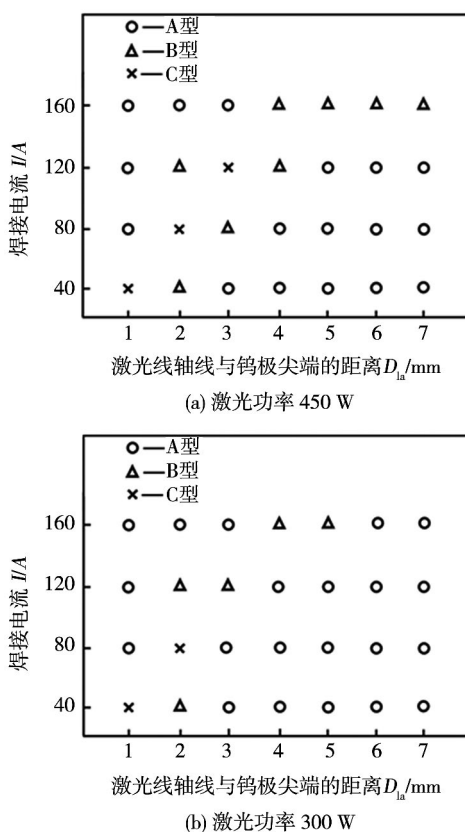 ○—A型
△—B型
×—C型
160
120
80
40
焊接电流 I/A
1 2 3 4 5 6 7
激光线轴线与钨极尖端的距离Dla/mm
(a) 激光功率 450 W
○—A型
△—B型
×—C型
160
120
80
40
焊接电流 I/A
1 2 3 4 5 6 7
激光线轴线与钨极尖端的距离Dla/mm
(b) 激光功率 300 W